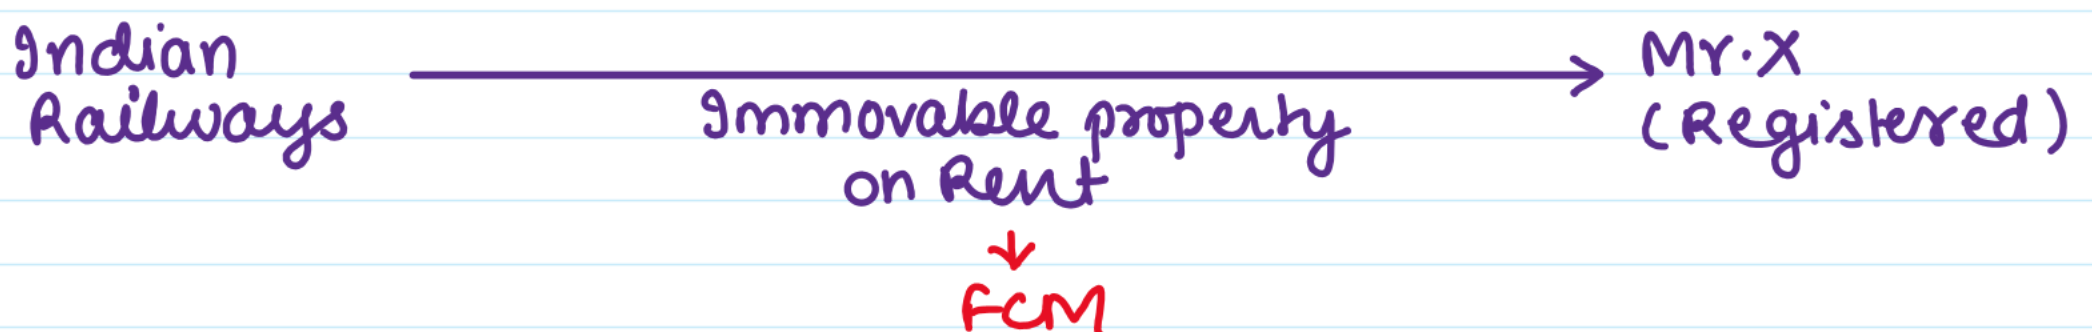 Indian
Railways
Immovable property
on Rent
Mr. X
(Registered)
FCM